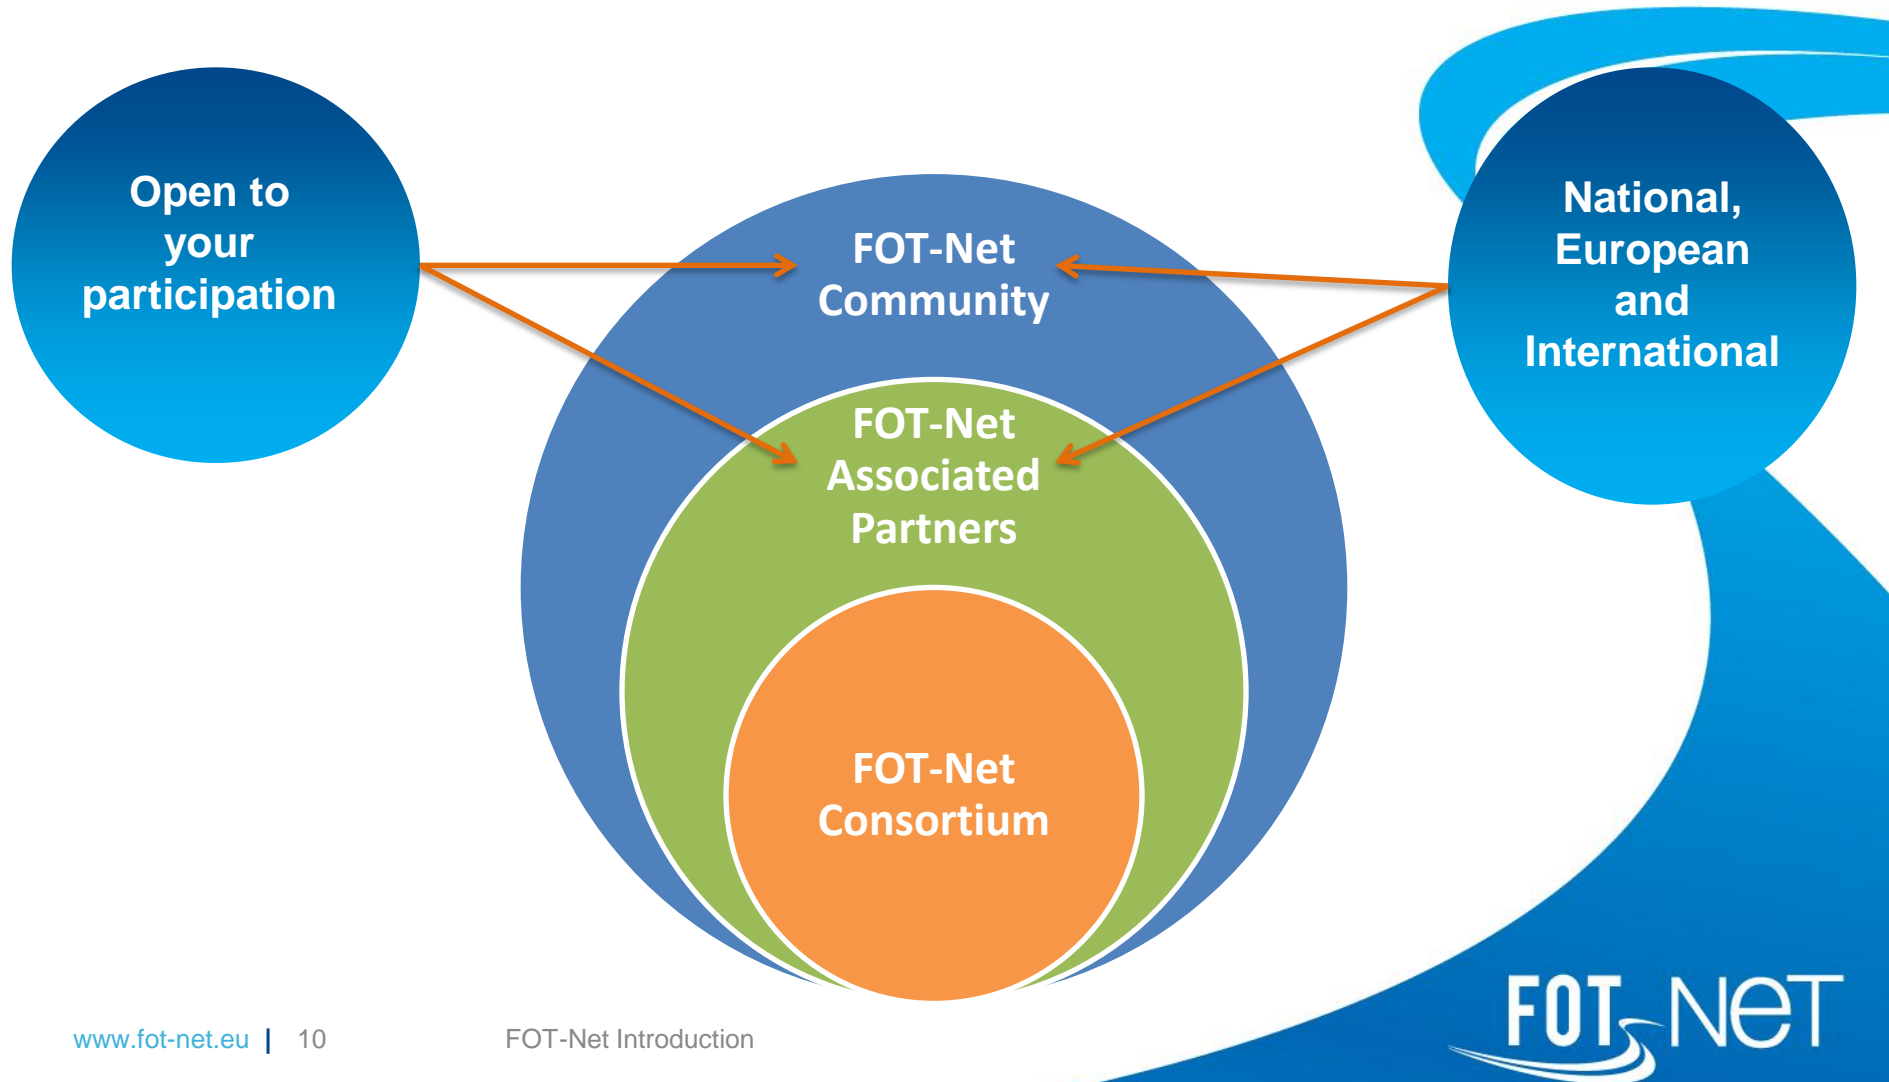 Open to
your
participation
FOT-Net
Community
National,
European
and
International
FOT-Net
Associated
Partners
FOT-Net
Consortium
www.fot-net.eu | 10
FOT-Net Introduction
FOT NeT